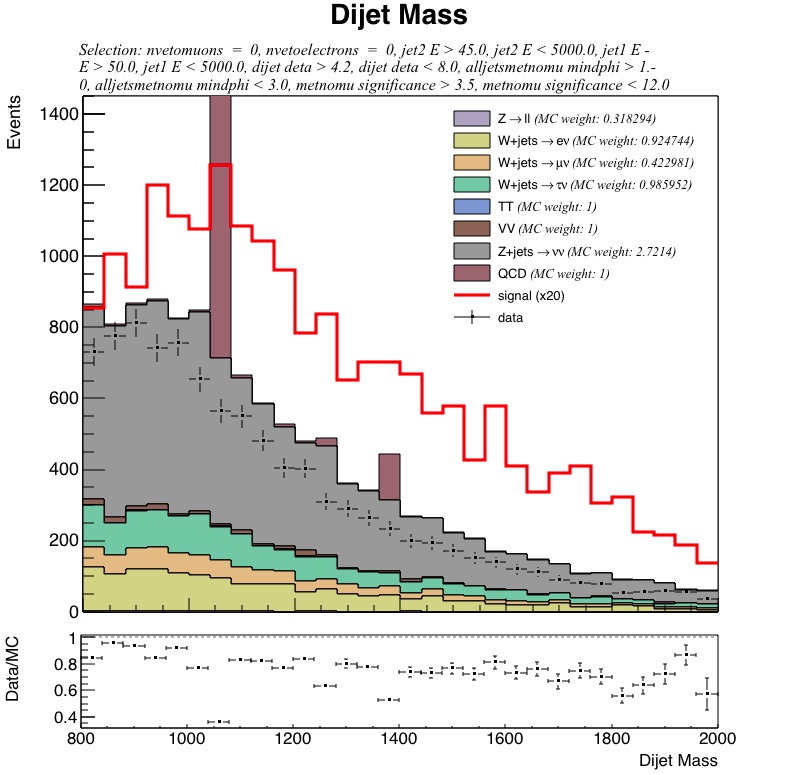 Dijet Mass
Selection: nvetomuons = 0, nvetoelectrons = 0, jet2 E > 45.0, jet2 E < 5000.0, jet1 E -
E > 50.0, jet1 E < 5000.0, dijet deta > 4.2, dijet deta < 8.0, alljetsmetnomu mindphi > 1.-
0, alljetsmetnomu mindphi < 3.0, metnomu significance > 3.5, metnomu significance < 12.0
Events
1400
1200
1000
800
600
400
200
0
Z→ll (MC weight: 0.318294)
W+jets→eν (MC weight: 0.924744)
W+jets→μν (MC weight: 0.422981)
W+jets→τν (MC weight: 0.985952)
TT (MC weight: 1)
VV (MC weight: 1)
Z+jets→νν (MC weight: 2.7214)
QCD (MC weight: 1)
signal (x20)
data
Data/MC
1
0.8
0.6
0.4
800 1000 1200 1400 1600 1800 2000
Dijet Mass